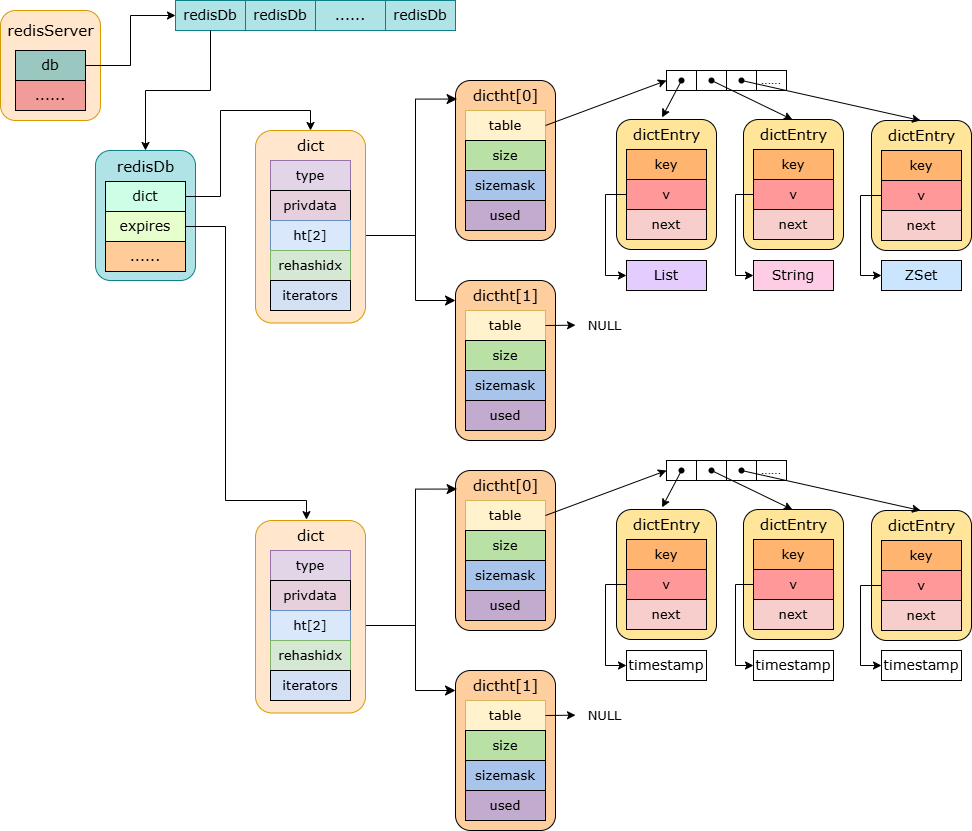 redisServer
db
......
redisDb
redisDb
......
redisDb
redisDb
dict
expires
......
dict
type
privdata
ht[2]
rehashidx
iterators
dictht[0]
table
size
sizemask
used
dictht[1]
table
size
sizemask
used
NULL
......
dictEntry
key
v
next
List
dictEntry
key
v
next
String
dictEntry
key
v
next
ZSet
dict
type
privdata
ht[2]
rehashidx
iterators
dictht[0]
table
size
sizemask
used
dictht[1]
table
size
sizemask
used
NULL
......
dictEntry
key
v
next
timestamp
dictEntry
key
v
next
timestamp
dictEntry
key
v
next
timestamp